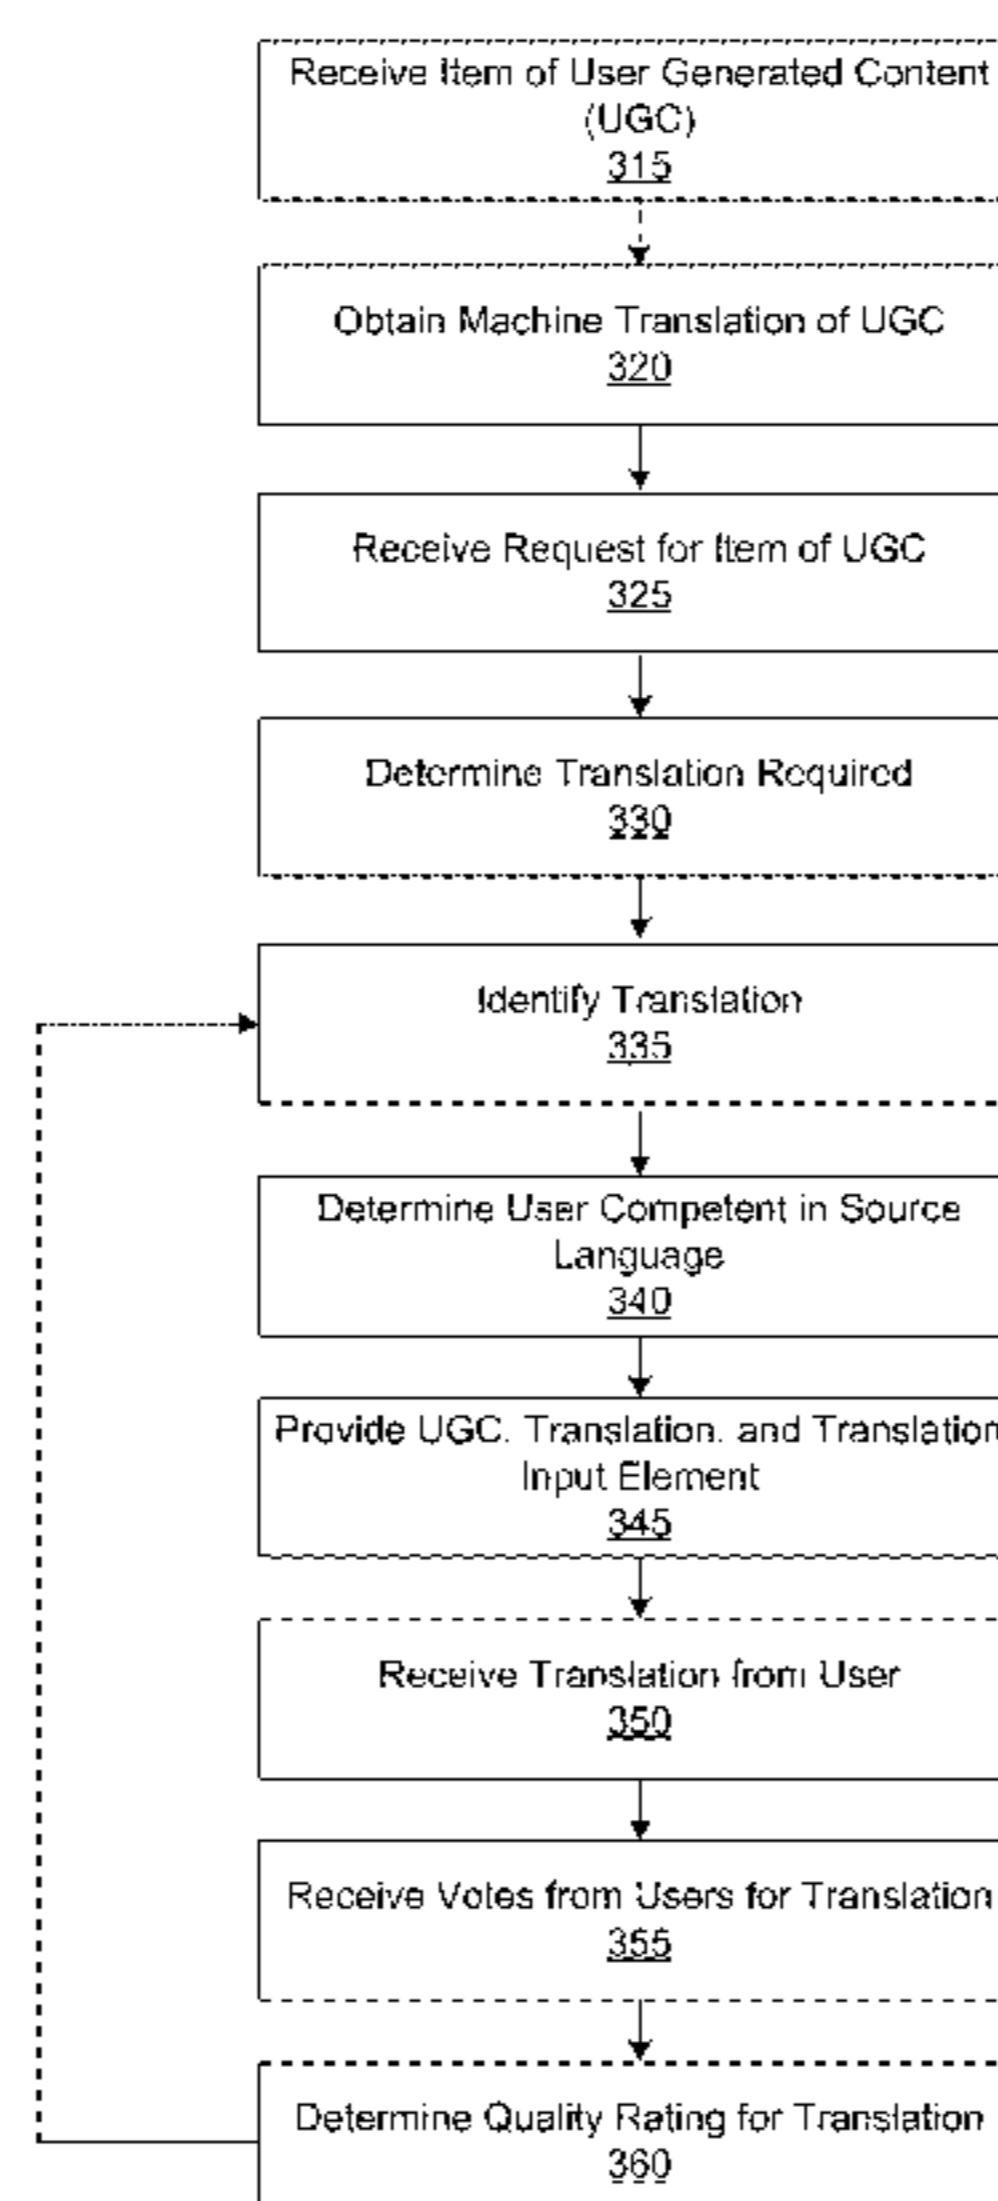 Receive Item of User Generated Content
(UGC)
315
Obtain Machine Translation of UGC
320
Receive Request for Item of UGC
325
Determine Translation Required
330
Identify Translation
335
Determine User Competent in Source
Language
340
Provide UGC, Translation, and Translation
Input Element
345
Receive Translation from User
350
Receive Votes from Users for Translation
355
Determine Quality Rating for Translation
360